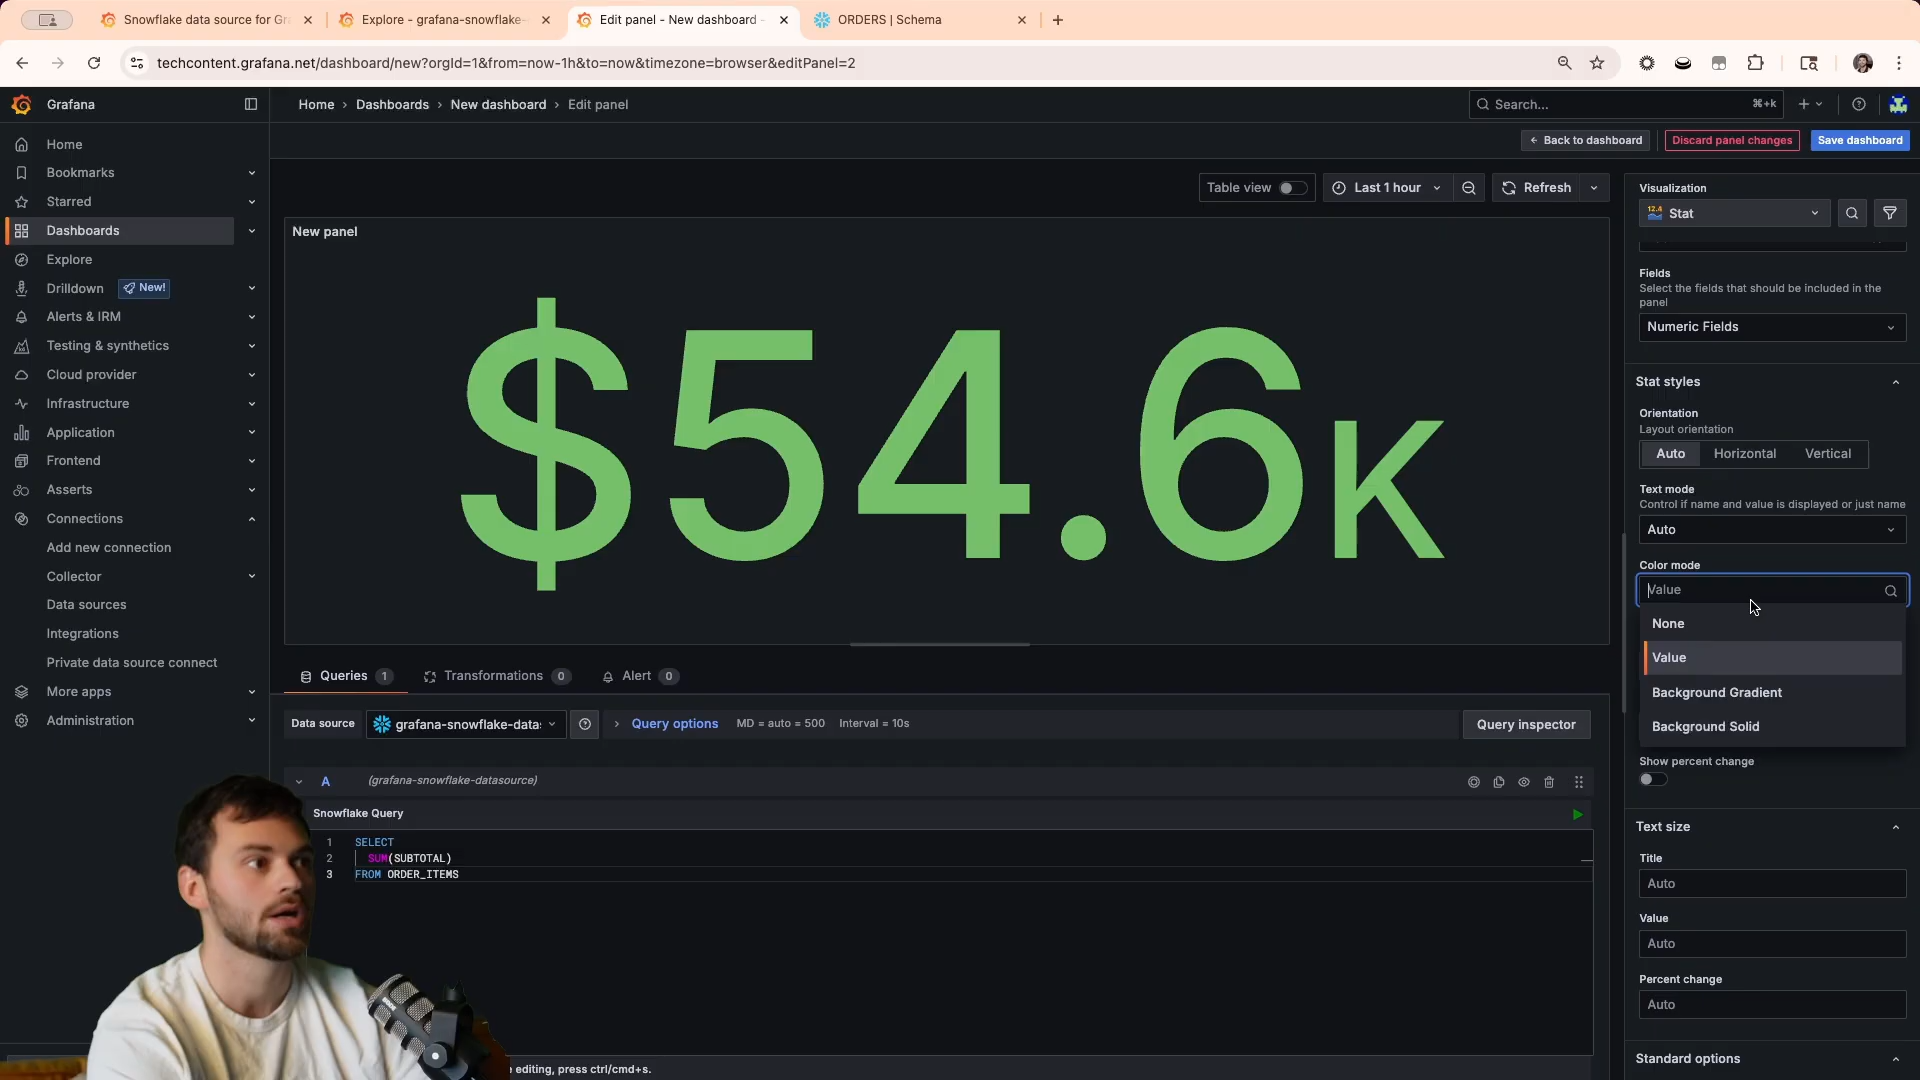 Snowflake data source for Gr
Explore - grafana-snowflake-
Edit panel - New dashboard -
ORDERS | Schema
techcontent.grafana.net/dashboard/new?orgId=1&from=now-1h&to=now&timezone=browser&editPanel=2
Grafana
Home › Dashboards › New dashboard › Edit panel
Search...
⌘+k
Back to dashboard
Discard panel changes
Save dashboard
Home
Bookmarks
Starred
Dashboards
Explore
Drilldown
New!
Alerts & IRM
Testing & synthetics
Cloud provider
Infrastructure
Application
Frontend
Asserts
Connections
Add new connection
Collector
Data sources
Integrations
Private data source connect
More apps
Administration
Table view
Last 1 hour
Refresh
New panel
$54.6K
Queries 1
Transformations 0
Alert 0
Data source
grafana-snowflake-data:
Query options
MD = auto = 500
Interval = 10s
Query inspector
A
(grafana-snowflake-datasource)
Snowflake Query
1 SELECT
2 SUM(SUBTOTAL)
3 FROM ORDER_ITEMS
editing, press ctrl/cmd+s.
Visualization
12.4
Stat
Fields
Select the fields that should be included in the
panel
Numeric Fields
Stat styles
Orientation
Layout orientation
Auto
Horizontal
Vertical
Text mode
Control if name and value is displayed or just name
Auto
Color mode
Value
None
Value
Background Gradient
Background Solid
Show percent change
Text size
Title
Auto
Value
Auto
Percent change
Auto
Standard options